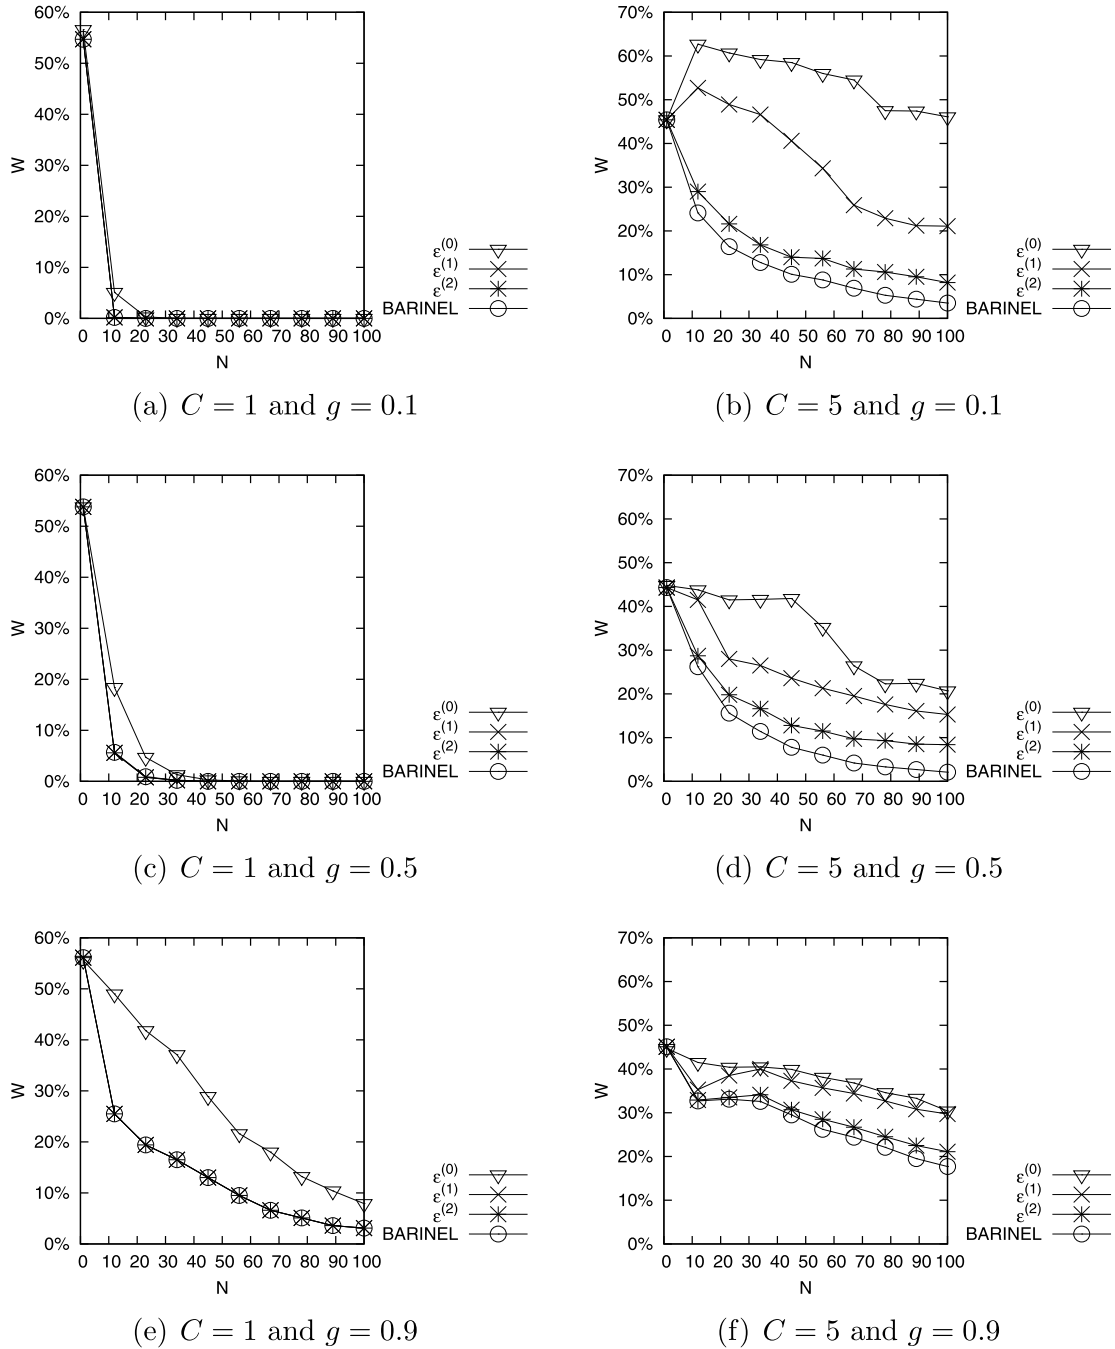 60%
50%
40%
30%
20%
10%
0%
W
0 10 20 30 40 50 60 70 80 90 100
N
ε(0)
ε(1)
ε(2)
BARINEL
(a) C = 1 and g = 0.1
70%
60%
50%
40%
30%
20%
10%
0%
W
0 10 20 30 40 50 60 70 80 90 100
N
ε(0)
ε(1)
ε(2)
BARINEL
(b) C = 5 and g = 0.1
60%
50%
40%
30%
20%
10%
0%
W
0 10 20 30 40 50 60 70 80 90 100
N
ε(0)
ε(1)
ε(2)
BARINEL
(c) C = 1 and g = 0.5
70%
60%
50%
40%
30%
20%
10%
0%
W
0 10 20 30 40 50 60 70 80 90 100
N
ε(0)
ε(1)
ε(2)
BARINEL
(d) C = 5 and g = 0.5
60%
50%
40%
30%
20%
10%
0%
W
0 10 20 30 40 50 60 70 80 90 100
N
ε(0)
ε(1)
ε(2)
BARINEL
(e) C = 1 and g = 0.9
70%
60%
50%
40%
30%
20%
10%
0%
W
0 10 20 30 40 50 60 70 80 90 100
N
ε(0)
ε(1)
ε(2)
BARINEL
(f) C = 5 and g = 0.9